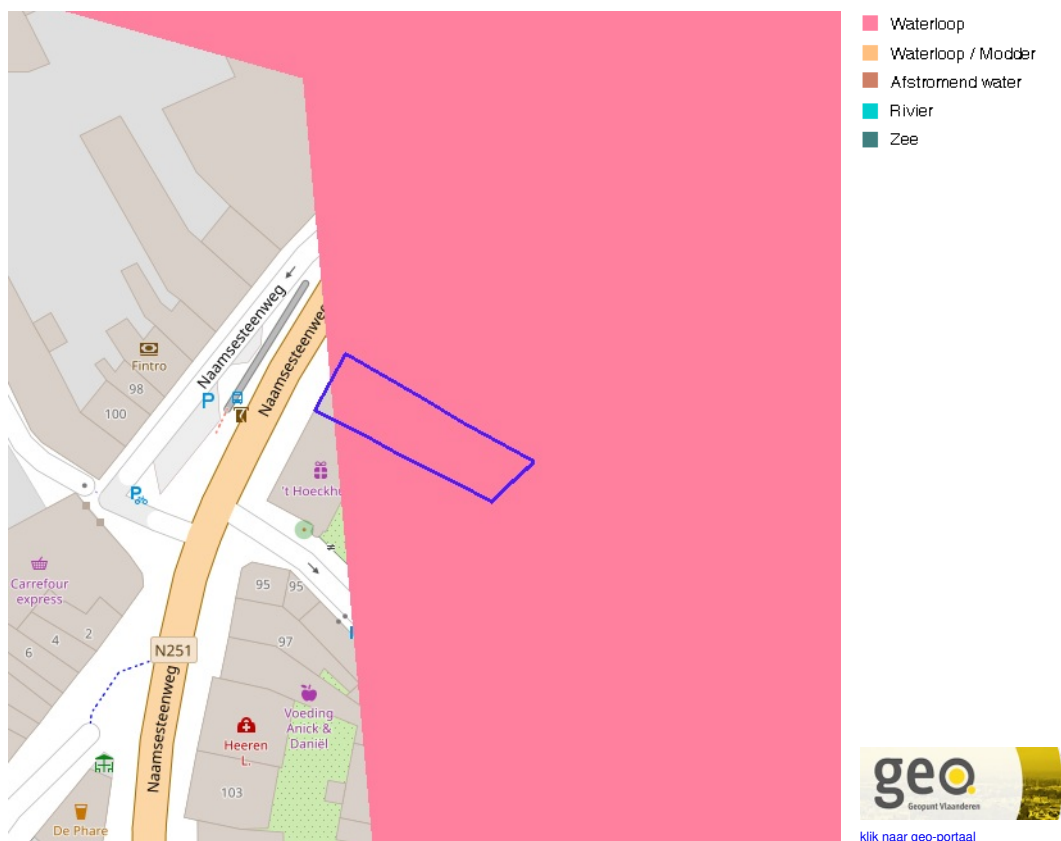 Waterloop
Waterloop / Modder
Afstromend water
Rivier
Zee
Naamsesteenweg
Naamsesteenweg
Fintro
98
100
P
P
't Hoeckhu
Carrefour
express
95
95
97
2
4
6
N251
Naamsesteenweg
Voeding
Anick &
Daniël
Heeren
L.
103
De Phare
geo.
Geopunt Vlaanderen
klik naar geo-portaal